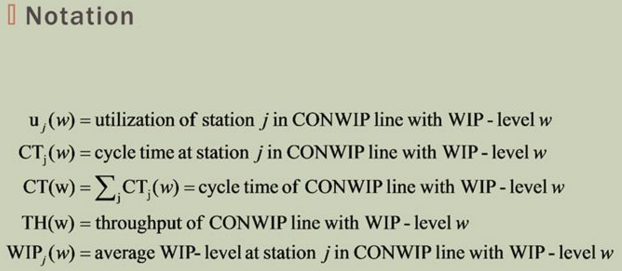 Notation
u_j(w) = utilization of station j in CONWIP line with WIP - level w
CT_j(w) = cycle time at station j in CONWIP line with WIP - level w
CT(w) = ∑_j CT_j(w) = cycle time of CONWIP line with WIP - level w
TH(w) = throughput of CONWIP line with WIP - level w
WIP_j(w) = average WIP- level at station j in CONWIP line with WIP - level w